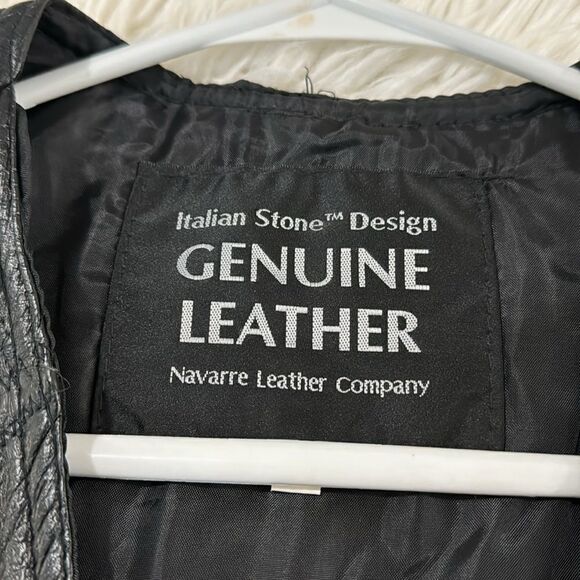 Italian Stone™ Design
GENUINE
LEATHER
Navarre Leather Company